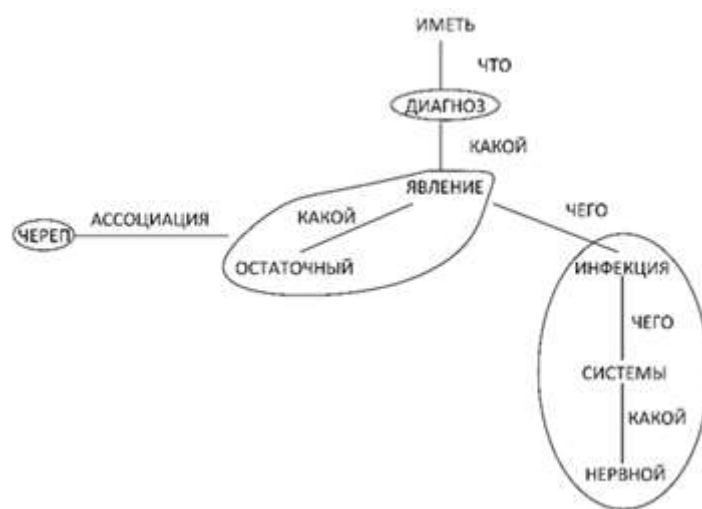 ИМЕТЬ
ЧТО
ДИАГНОЗ
КАКОЙ
ЯВЛЕНИЕ
АССОЦИАЦИЯ
КАКОЙ
ЧЕГО
ЧЕРЕП
ОСТАТОЧНЫЙ
ИНФЕКЦИЯ
ЧЕГО
СИСТЕМЫ
КАКОЙ
НЕРВНОЙ